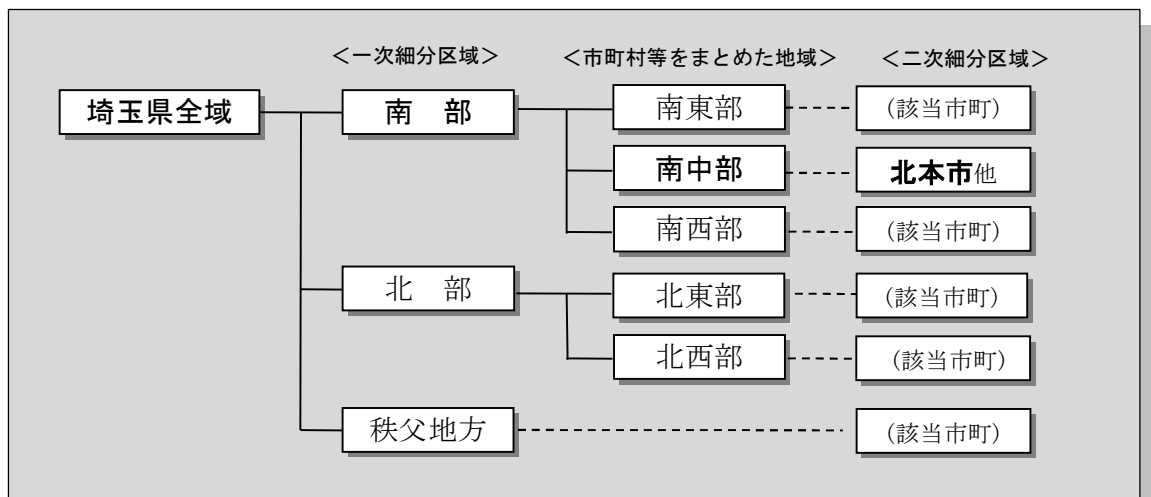 ＜一次細分区域＞ ＜市町村等をまとめた地域＞ ＜二次細分区域＞
埼玉県全域 南　部 南東部 (該当市町)
南中部 北本市他
南西部 (該当市町)
北　部 北東部 (該当市町)
北西部 (該当市町)
秩父地方 (該当市町)